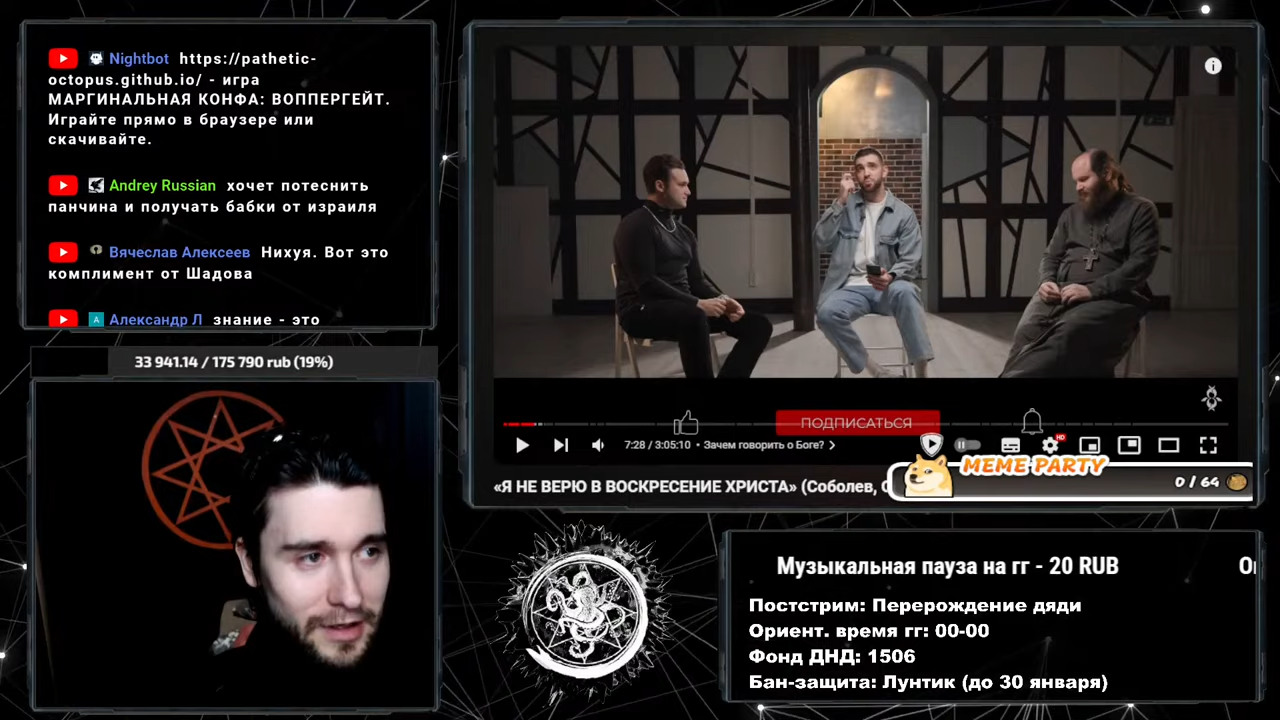 Nightbot https://pathetic-
octopus.github.io/ - игра
МАРГИНАЛЬНАЯ КОНФА: ВОППЕРГЕЙТ.
Играйте прямо в браузере или
скачивайте.
Andrey Russian хочет потеснить
панчина и получать бабки от израиля
Вячеслав Алексеев Нихуя. Вот это
комплимент от Шадова
А Александр Л знание - это
33 941.14 / 175 790 rub (19%)
ПОДПИСАТЬСЯ
7:28 / 3:05:10 • Зачем говорить о Боге?
HD
MEME PARTY
«Я НЕ ВЕРЮ В ВОСКРЕСЕНИЕ ХРИСТА» (Соболев,
0 / 64
Музыкальная пауза на гг - 20 RUB
Постстрим: Перерождение дяди
Ориент. время гг: 00-00
Фонд ДНД: 1506
Бан-защита: Лунтик (до 30 января)